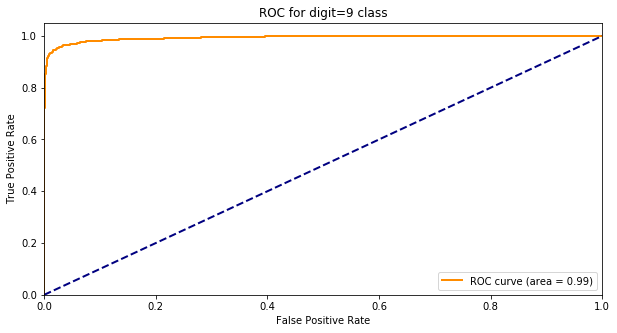 ROC for digit=9 class
True Positive Rate
1.0
0.8
0.6
0.4
0.2
0.0
0.0 0.2 0.4 0.6 0.8 1.0
False Positive Rate
ROC curve (area = 0.99)